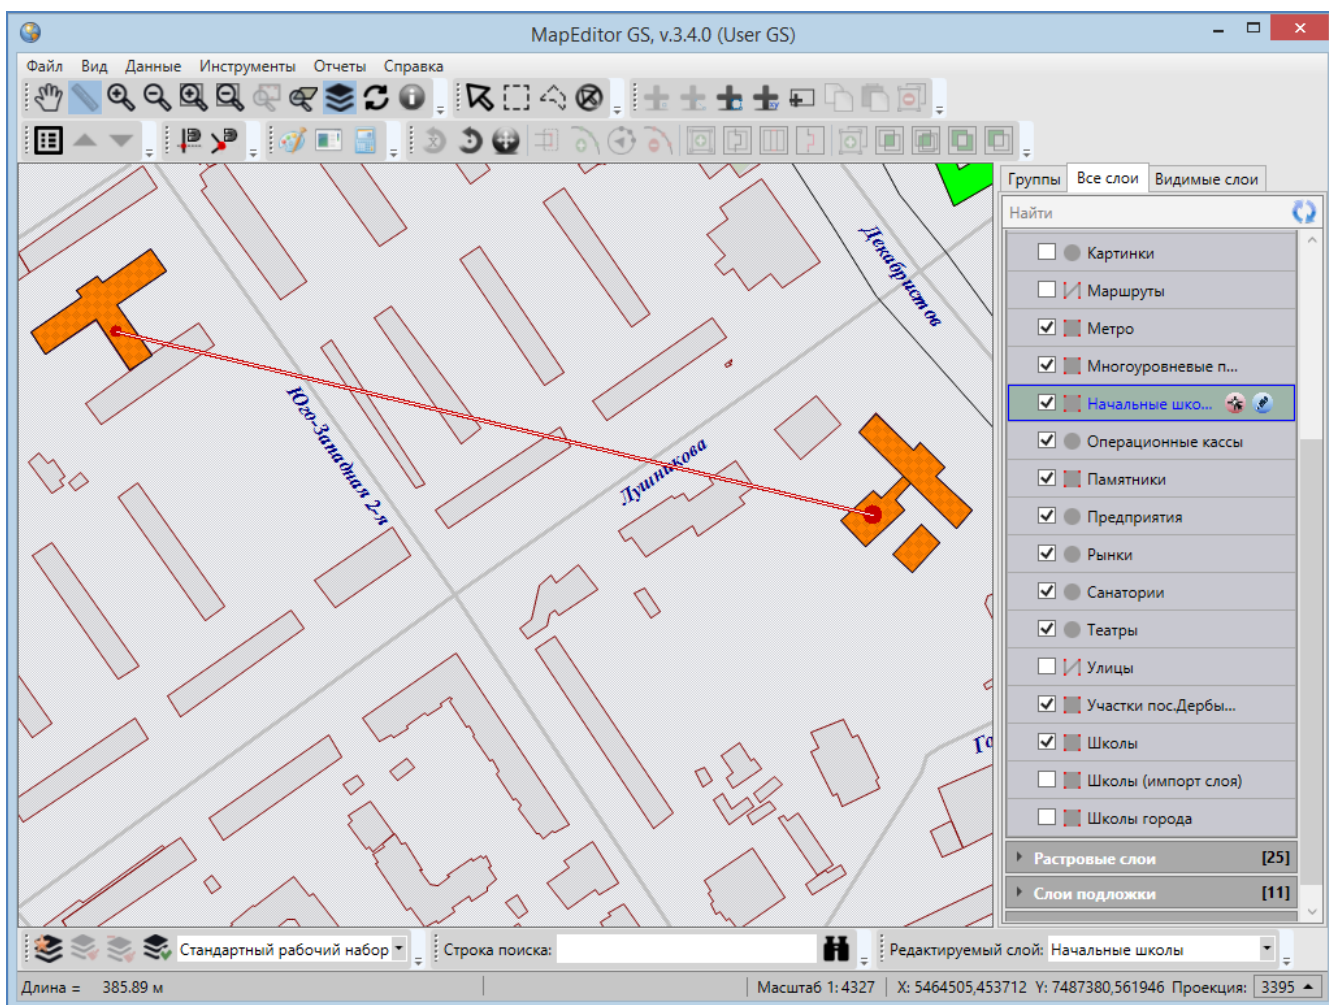 MapEditor GS, v.3.4.0 (User GS)
Файл Вид Данные Инструменты Отчеты Справка
Группы Все слои Видимые слои
Найти
Картинки
Маршруты
Метро
Многоуровневые п...
Начальные шко...
Операционные кассы
Памятники
Предприятия
Рынки
Санатории
Театры
Улицы
Участки пос.Дербы...
Школы
Школы (импорт слоя)
Школы города
Растровые слои [25]
Слои подложки [11]
Декабристов
Юго-Западная 2-я
Лушникова
Го
Стандартный рабочий набор Строка поиска: Редактируемый слой: Начальные школы
Длина = 385.89 м Масштаб 1:4327 X: 5464505,453712 Y: 7487380,561946 Проекция: 3395